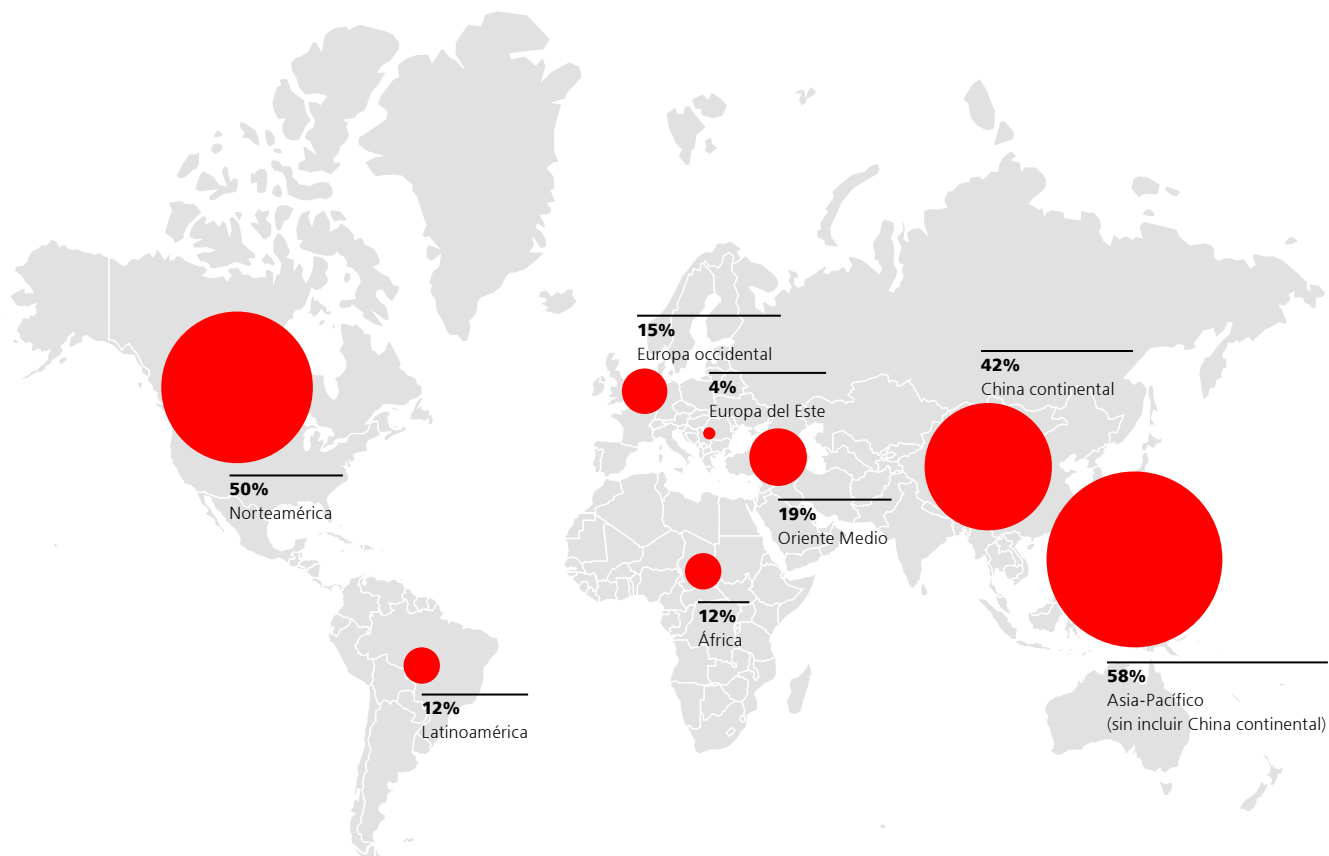 15%
Europa occidental
4%
Europa del Este
42%
China continental
50%
Norteamérica
19%
Oriente Medio
12%
África
58%
Asia-Pacífico
(sin incluir China continental)
12%
Latinoamérica